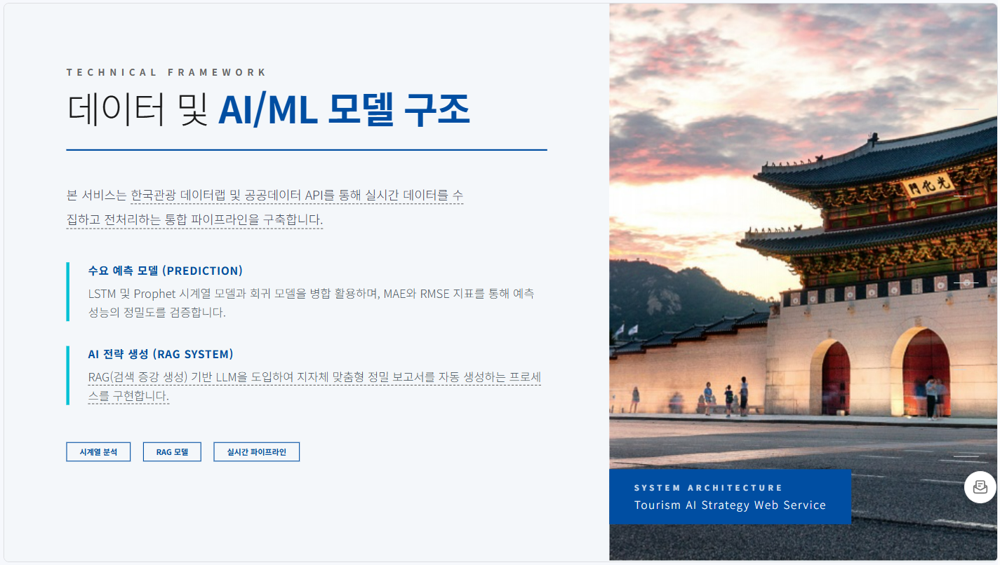 TECHNICAL FRAMEWORK
데이터 및 AI/ML 모델 구조
본 서비스는 한국관광 데이터랩 및 공공데이터 API를 통해 실시간 데이터를 수
집하고 전처리하는 통합 파이프라인을 구축합니다.
수요 예측 모델 (PREDICTION)
LSTM 및 Prophet 시계열 모델과 회귀 모델을 병합 활용하며, MAE와 RMSE 지표를 통해 예측
성능의 정밀도를 검증합니다.
AI 전략 생성 (RAG SYSTEM)
RAG(검색 증강 생성) 기반 LLM을 도입하여 지자체 맞춤형 정밀 보고서를 자동 생성하는 프로세
스를 구현합니다.
시계열 분석
RAG 모델
실시간 파이프라인
門化光
SYSTEM ARCHITECTURE
Tourism AI Strategy Web Service